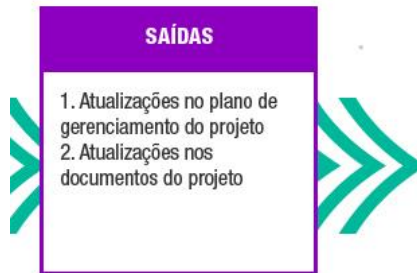 SAÍDAS
1. Atualizações no plano de
gerenciamento do projeto
2. Atualizações nos
documentos do projeto